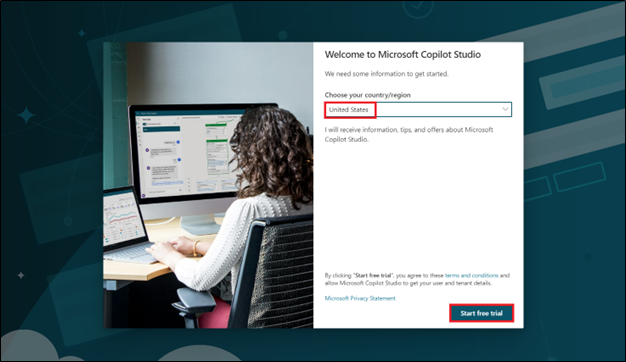 Welcome to Microsoft Copilot Studio
We need some information to get started.
Choose your country/region
United States
I will receive information, tips, and offers about Microsoft
Copilot Studio.
By clicking "Start free trial", you agree to these terms and conditions and
allow Microsoft Copilot Studio to get your user and tenant details.
Microsoft Privacy Statement
Start free trial